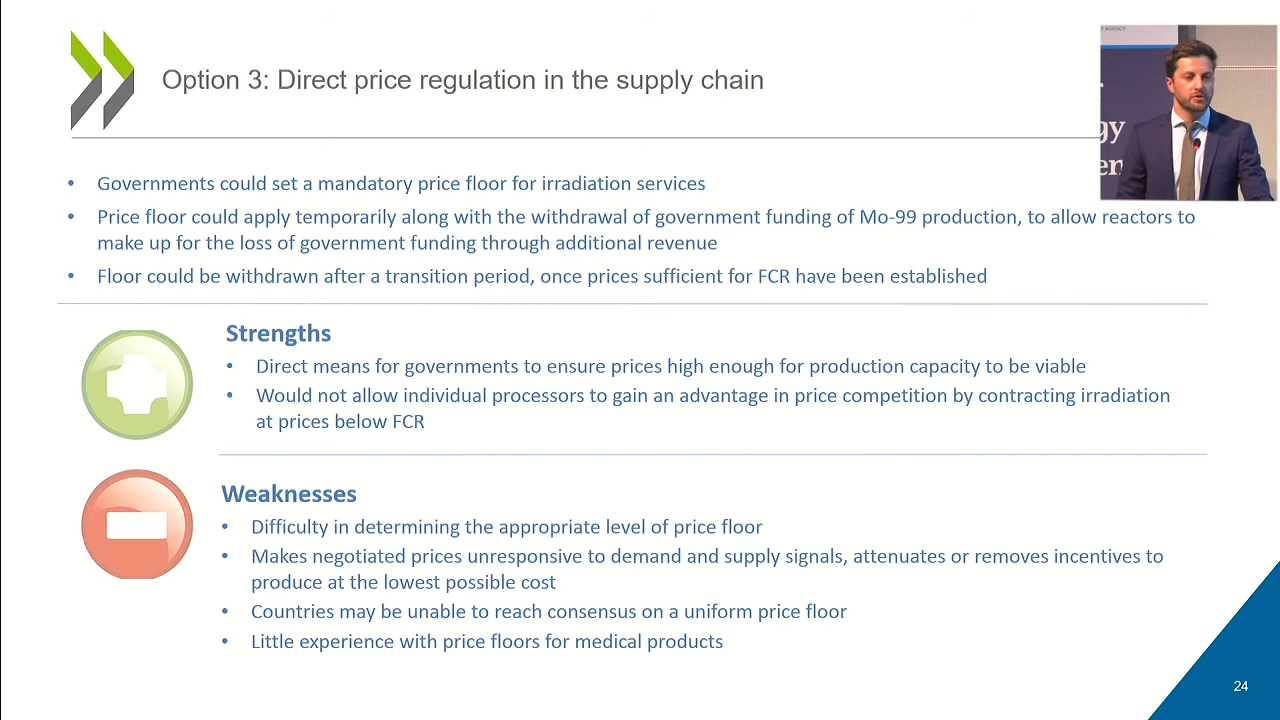 Option 3: Direct price regulation in the supply chain
• Governments could set a mandatory price floor for irradiation services
• Price floor could apply temporarily along with the withdrawal of government funding of Mo-99 production, to allow reactors to
make up for the loss of government funding through additional revenue
• Floor could be withdrawn after a transition period, once prices sufficient for FCR have been established
Strengths
• Direct means for governments to ensure prices high enough for production capacity to be viable
• Would not allow individual processors to gain an advantage in price competition by contracting irradiation
at prices below FCR
Weaknesses
• Difficulty in determining the appropriate level of price floor
• Makes negotiated prices unresponsive to demand and supply signals, attenuates or removes incentives to
produce at the lowest possible cost
• Countries may be unable to reach consensus on a uniform price floor
• Little experience with price floors for medical products
24
AGENCY
gy
en